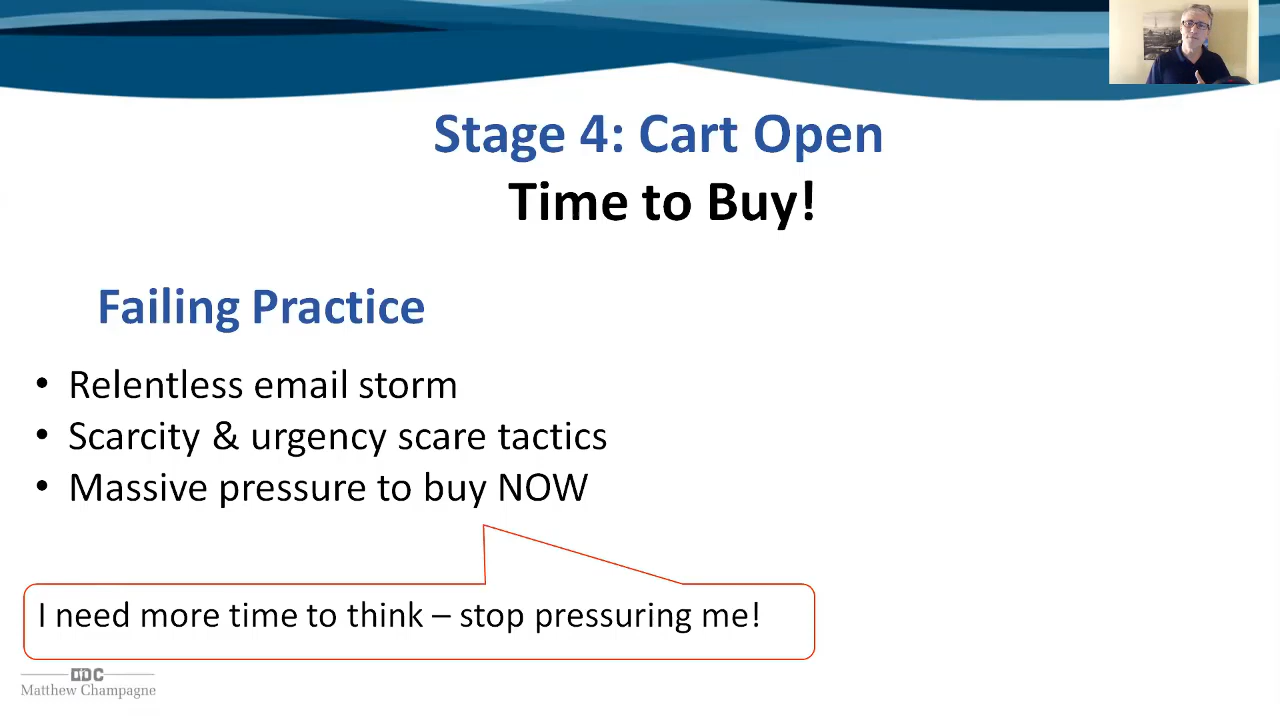 Stage 4: Cart Open
Time to Buy!
Failing Practice
• Relentless email storm
• Scarcity & urgency scare tactics
• Massive pressure to buy NOW
I need more time to think – stop pressuring me!
Matthew Champagne